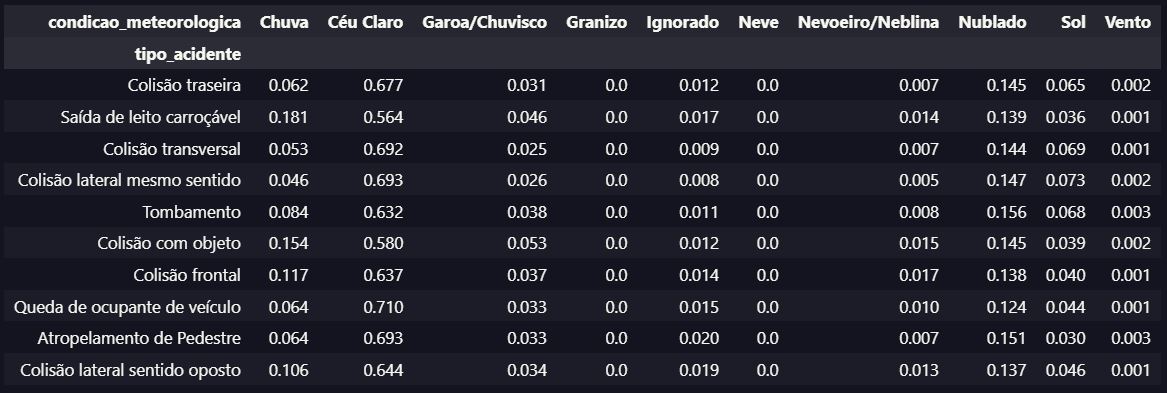 condicao_meteorologica Chuva Céu Claro Garoa/Chuvisco Granizo Ignorado Neve Nevoeiro/Neblina Nublado Sol Vento
tipo_acidente
Colisão traseira 0.062 0.677 0.031 0.0 0.012 0.0 0.007 0.145 0.065 0.002
Saída de leito carroçável 0.181 0.564 0.046 0.0 0.017 0.0 0.014 0.139 0.036 0.001
Colisão transversal 0.053 0.692 0.025 0.0 0.009 0.0 0.007 0.144 0.069 0.001
Colisão lateral mesmo sentido 0.046 0.693 0.026 0.0 0.008 0.0 0.005 0.147 0.073 0.002
Tombamento 0.084 0.632 0.038 0.0 0.011 0.0 0.008 0.156 0.068 0.003
Colisão com objeto 0.154 0.580 0.053 0.0 0.012 0.0 0.015 0.145 0.039 0.002
Colisão frontal 0.117 0.637 0.037 0.0 0.014 0.0 0.017 0.138 0.040 0.001
Queda de ocupante de veículo 0.064 0.710 0.033 0.0 0.015 0.0 0.010 0.124 0.044 0.001
Atropelamento de Pedestre 0.064 0.693 0.033 0.0 0.020 0.0 0.007 0.151 0.030 0.003
Colisão lateral sentido oposto 0.106 0.644 0.034 0.0 0.019 0.0 0.013 0.137 0.046 0.001